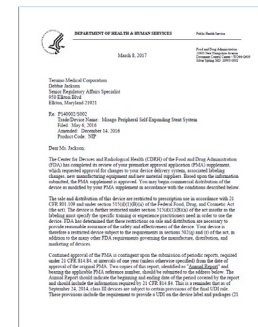 DEPARTMENT OF HEALTH & HUMAN SERVICES
Public Health Service
Food and Drug Administration
10903 New Hampshire Avenue
Document Control Center - WO66-G609
Silver Spring, MD 20993-0002
March 8, 2017
Terumo Medical Corporation
Debbie Jackson
Senior Regulatory Affairs Specialist
950 Elkton Blvd
Elkton, Maryland 21921
Re:
Trade/Device Name:
Peripheral Self-Expanding Stent System
Filed: May 6, 2016
Amended: December 14, 2016
Product Code: NIP
Dear Ms. Jackson:
The Center for Devices and Radiological Health (CDRH) of the Food and Drug Administration
(FDA) has completed its review of your premarket approval application (PMA) supplement,
which requested approval for changes to your device delivery system, associated labeling
changes, new manufacturing equipment and new material suppliers. Based upon the information
submitted, the PMA supplement is approved. You may begin commercial distribution of the
device as modified by your PMA supplement in accordance with the conditions described below.
The sale and distribution of this device are restricted to prescription use in accordance with 21
CFR 801.109 and under section 515(d)(1)(B)(ii) of the Federal Food, Drug, and Cosmetic Act
(the act). The device is further restricted under section 515(d)(1)(B)(ii) of the act insofar as the
labeling must specify the specific training or experience practitioners need in order to use the
device. FDA has determined that these restrictions on sale and distribution are necessary to
provide reasonable assurance of the safety and effectiveness of the device. Your device is
therefore a restricted device subject to the requirements in sections 502(q) and (r) of the act, in
addition to the many other FDA requirements governing the manufacture, distribution, and
marketing of devices.
Continued approval of the PMA is contingent upon the submission of periodic reports, required
under 21 CFR 814.84, at intervals of one year (unless otherwise specified) from the date of
approval of the original PMA. Two copies of this report, identified as "Annual Report" and
bearing the applicable PMA reference number, should be submitted to the address below. The
Annual Report should indicate the beginning and ending date of the period covered by the report
and should include the information required by 21 CFR 814.84. This is a reminder that as of
September 24, 2014, class III devices are subject to certain provisions of the final UDI rule.
These provisions include the requirement to provide a UDI on the device label and packages (21